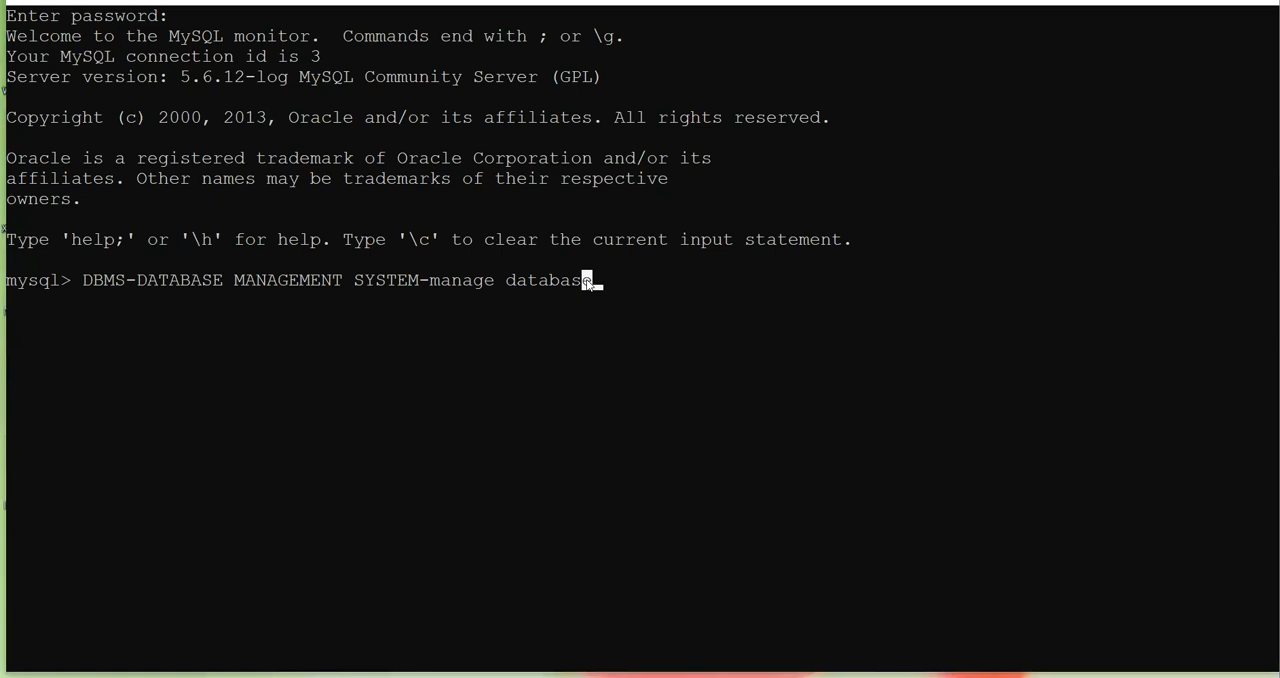 Enter password:
Welcome to the MySQL monitor.  Commands end with ; or \g.
Your MySQL connection id is 3
Server version: 5.6.12-log MySQL Community Server (GPL)
Copyright (c) 2000, 2013, Oracle and/or its affiliates. All rights reserved.
Oracle is a registered trademark of Oracle Corporation and/or its
affiliates. Other names may be trademarks of their respective
owners.
Type 'help;' or '\h' for help. Type '\c' to clear the current input statement.
mysql> DBMS-DATABASE MANAGEMENT SYSTEM-manage database